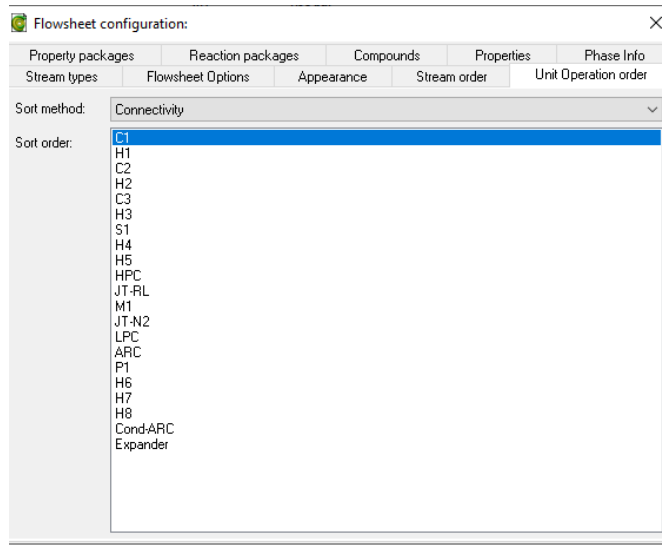 Flowsheet configuration:
Property packages Reaction packages Compounds Properties Phase Info
Stream types Flowsheet Options Appearance Stream order Unit Operation order
Sort method: Connectivity
Sort order:
C1
H1
C2
H2
C3
H3
S1
H4
H5
HPC
JT-RL
M1
JT-N2
LPC
ARC
P1
H6
H7
H8
Cond-ARC
Expander